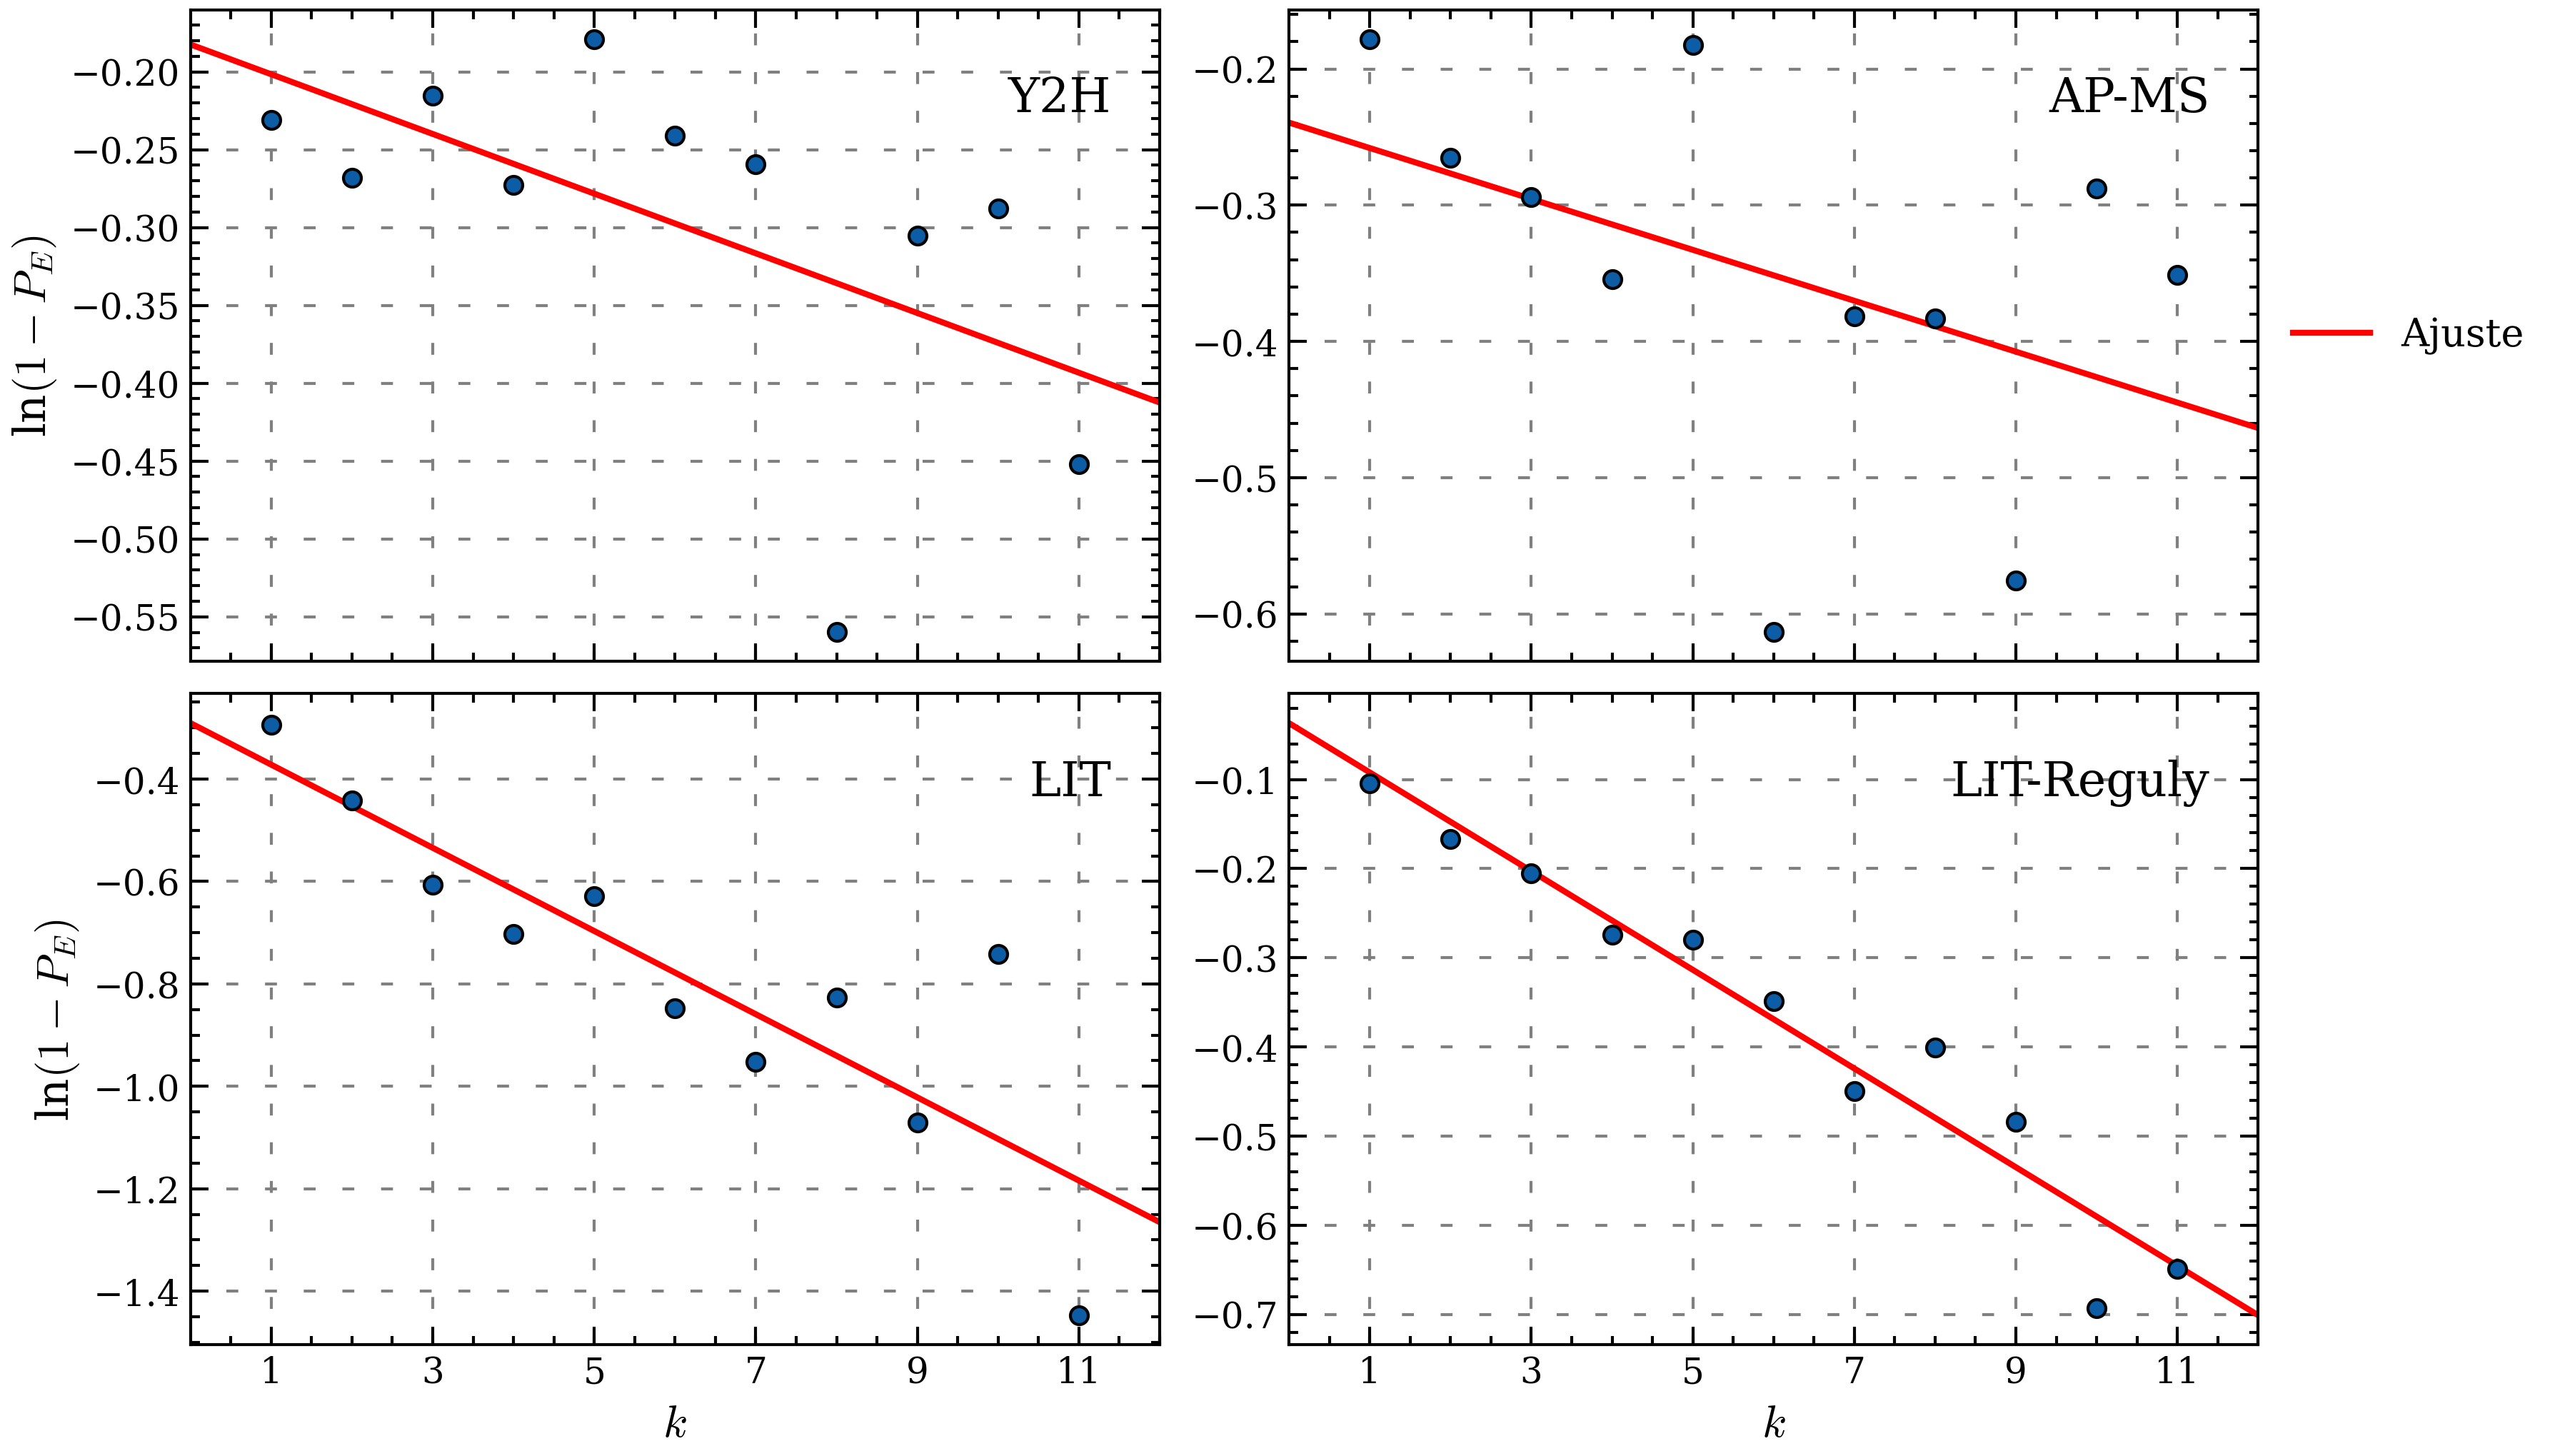 Y2H
ln(1 − P_E)
−0.20
−0.25
−0.30
−0.35
−0.40
−0.45
−0.50
−0.55
AP-MS
−0.2
−0.3
−0.4
−0.5
−0.6
Ajuste
LIT
ln(1 − P_E)
−0.4
−0.6
−0.8
−1.0
−1.2
−1.4
1 3 5 7 9 11
k
LIT-Reguly
−0.1
−0.2
−0.3
−0.4
−0.5
−0.6
−0.7
1 3 5 7 9 11
k